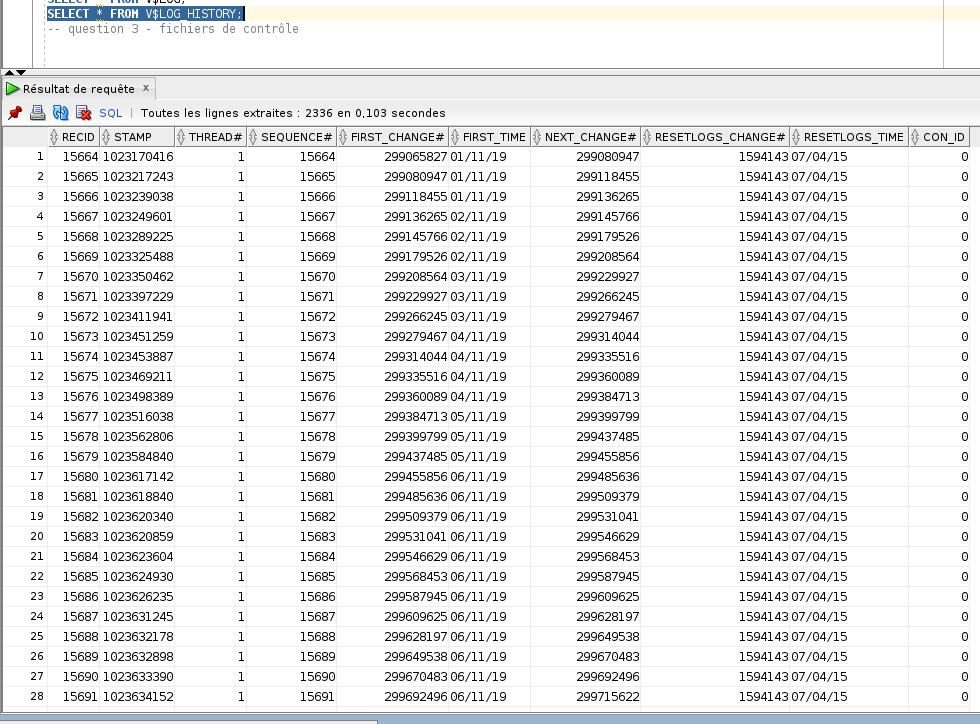 SELECT * FROM V$LOG;
SELECT * FROM V$LOG_HISTORY;
-- question 3 - fichiers de contrôle
Résultat de requête x
SQL | Toutes les lignes extraites : 2336 en 0,103 secondes
RECID STAMP THREAD# SEQUENCE# FIRST_CHANGE# FIRST_TIME NEXT_CHANGE# RESETLOGS_CHANGE# RESETLOGS_TIME CON_ID
1 15664 1023170416 1 15664 299065827 01/11/19 299080947 1594143 07/04/15 0
2 15665 1023217243 1 15665 299080947 01/11/19 299118455 1594143 07/04/15 0
3 15666 1023239038 1 15666 299118455 01/11/19 299136265 1594143 07/04/15 0
4 15667 1023249601 1 15667 299136265 02/11/19 299145766 1594143 07/04/15 0
5 15668 1023289225 1 15668 299145766 02/11/19 299179526 1594143 07/04/15 0
6 15669 1023325488 1 15669 299179526 02/11/19 299208564 1594143 07/04/15 0
7 15670 1023350462 1 15670 299208564 03/11/19 299229927 1594143 07/04/15 0
8 15671 1023397229 1 15671 299229927 03/11/19 299266245 1594143 07/04/15 0
9 15672 1023411941 1 15672 299266245 03/11/19 299279467 1594143 07/04/15 0
10 15673 1023451259 1 15673 299279467 04/11/19 299314044 1594143 07/04/15 0
11 15674 1023453887 1 15674 299314044 04/11/19 299335516 1594143 07/04/15 0
12 15675 1023469211 1 15675 299335516 04/11/19 299360089 1594143 07/04/15 0
13 15676 1023498389 1 15676 299360089 04/11/19 299384713 1594143 07/04/15 0
14 15677 1023516038 1 15677 299384713 05/11/19 299399799 1594143 07/04/15 0
15 15678 1023562806 1 15678 299399799 05/11/19 299437485 1594143 07/04/15 0
16 15679 1023584840 1 15679 299437485 05/11/19 299455856 1594143 07/04/15 0
17 15680 1023617142 1 15680 299455856 06/11/19 299485636 1594143 07/04/15 0
18 15681 1023618840 1 15681 299485636 06/11/19 299509379 1594143 07/04/15 0
19 15682 1023620340 1 15682 299509379 06/11/19 299531041 1594143 07/04/15 0
20 15683 1023620859 1 15683 299531041 06/11/19 299546629 1594143 07/04/15 0
21 15684 1023623604 1 15684 299546629 06/11/19 299568453 1594143 07/04/15 0
22 15685 1023624930 1 15685 299568453 06/11/19 299587945 1594143 07/04/15 0
23 15686 1023626235 1 15686 299587945 06/11/19 299609625 1594143 07/04/15 0
24 15687 1023631245 1 15687 299609625 06/11/19 299628197 1594143 07/04/15 0
25 15688 1023632178 1 15688 299628197 06/11/19 299649538 1594143 07/04/15 0
26 15689 1023632898 1 15689 299649538 06/11/19 299670483 1594143 07/04/15 0
27 15690 1023633390 1 15690 299670483 06/11/19 299692496 1594143 07/04/15 0
28 15691 1023634152 1 15691 299692496 06/11/19 299715622 1594143 07/04/15 0